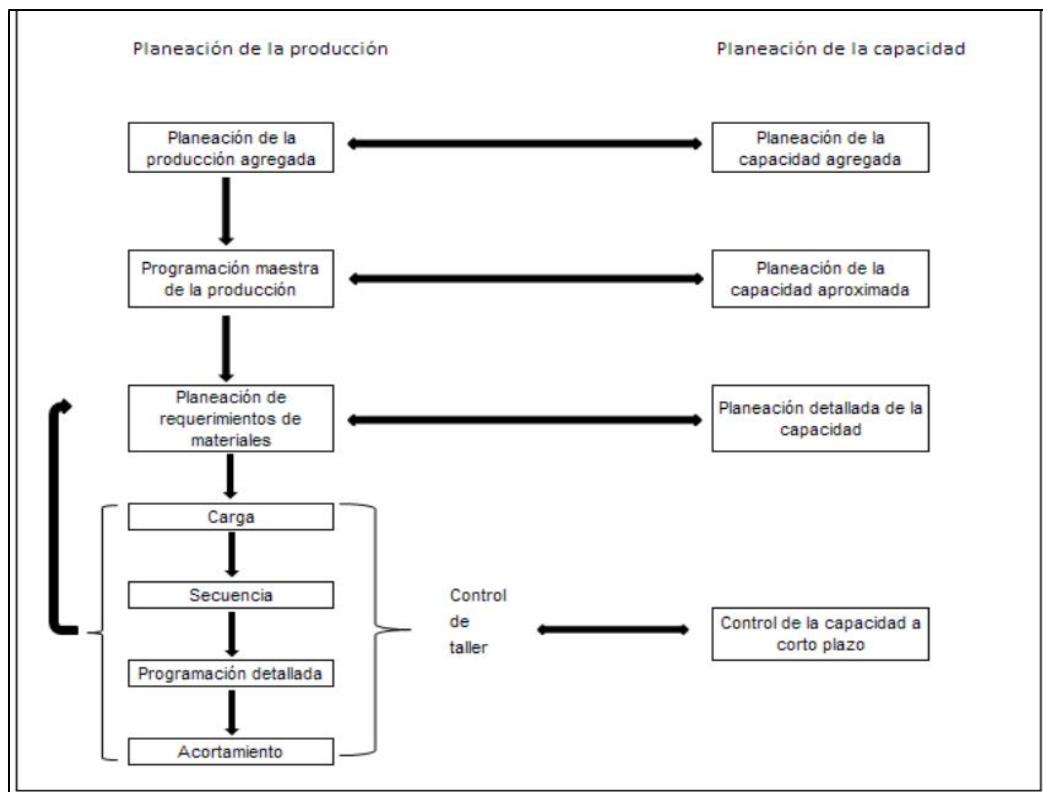 Planeación de la producción
Planeación de la capacidad
Planeación de la
producción agregada
Planeación de la
capacidad agregada
Programación maestra
de la producción
Planeación de la
capacidad aproximada
Planeación de
requerimientos de
materiales
Planeación detallada de la
capacidad
Carga
Secuencia
Programación detallada
Acortamiento
Control
de
taller
Control de la capacidad a
corto plazo